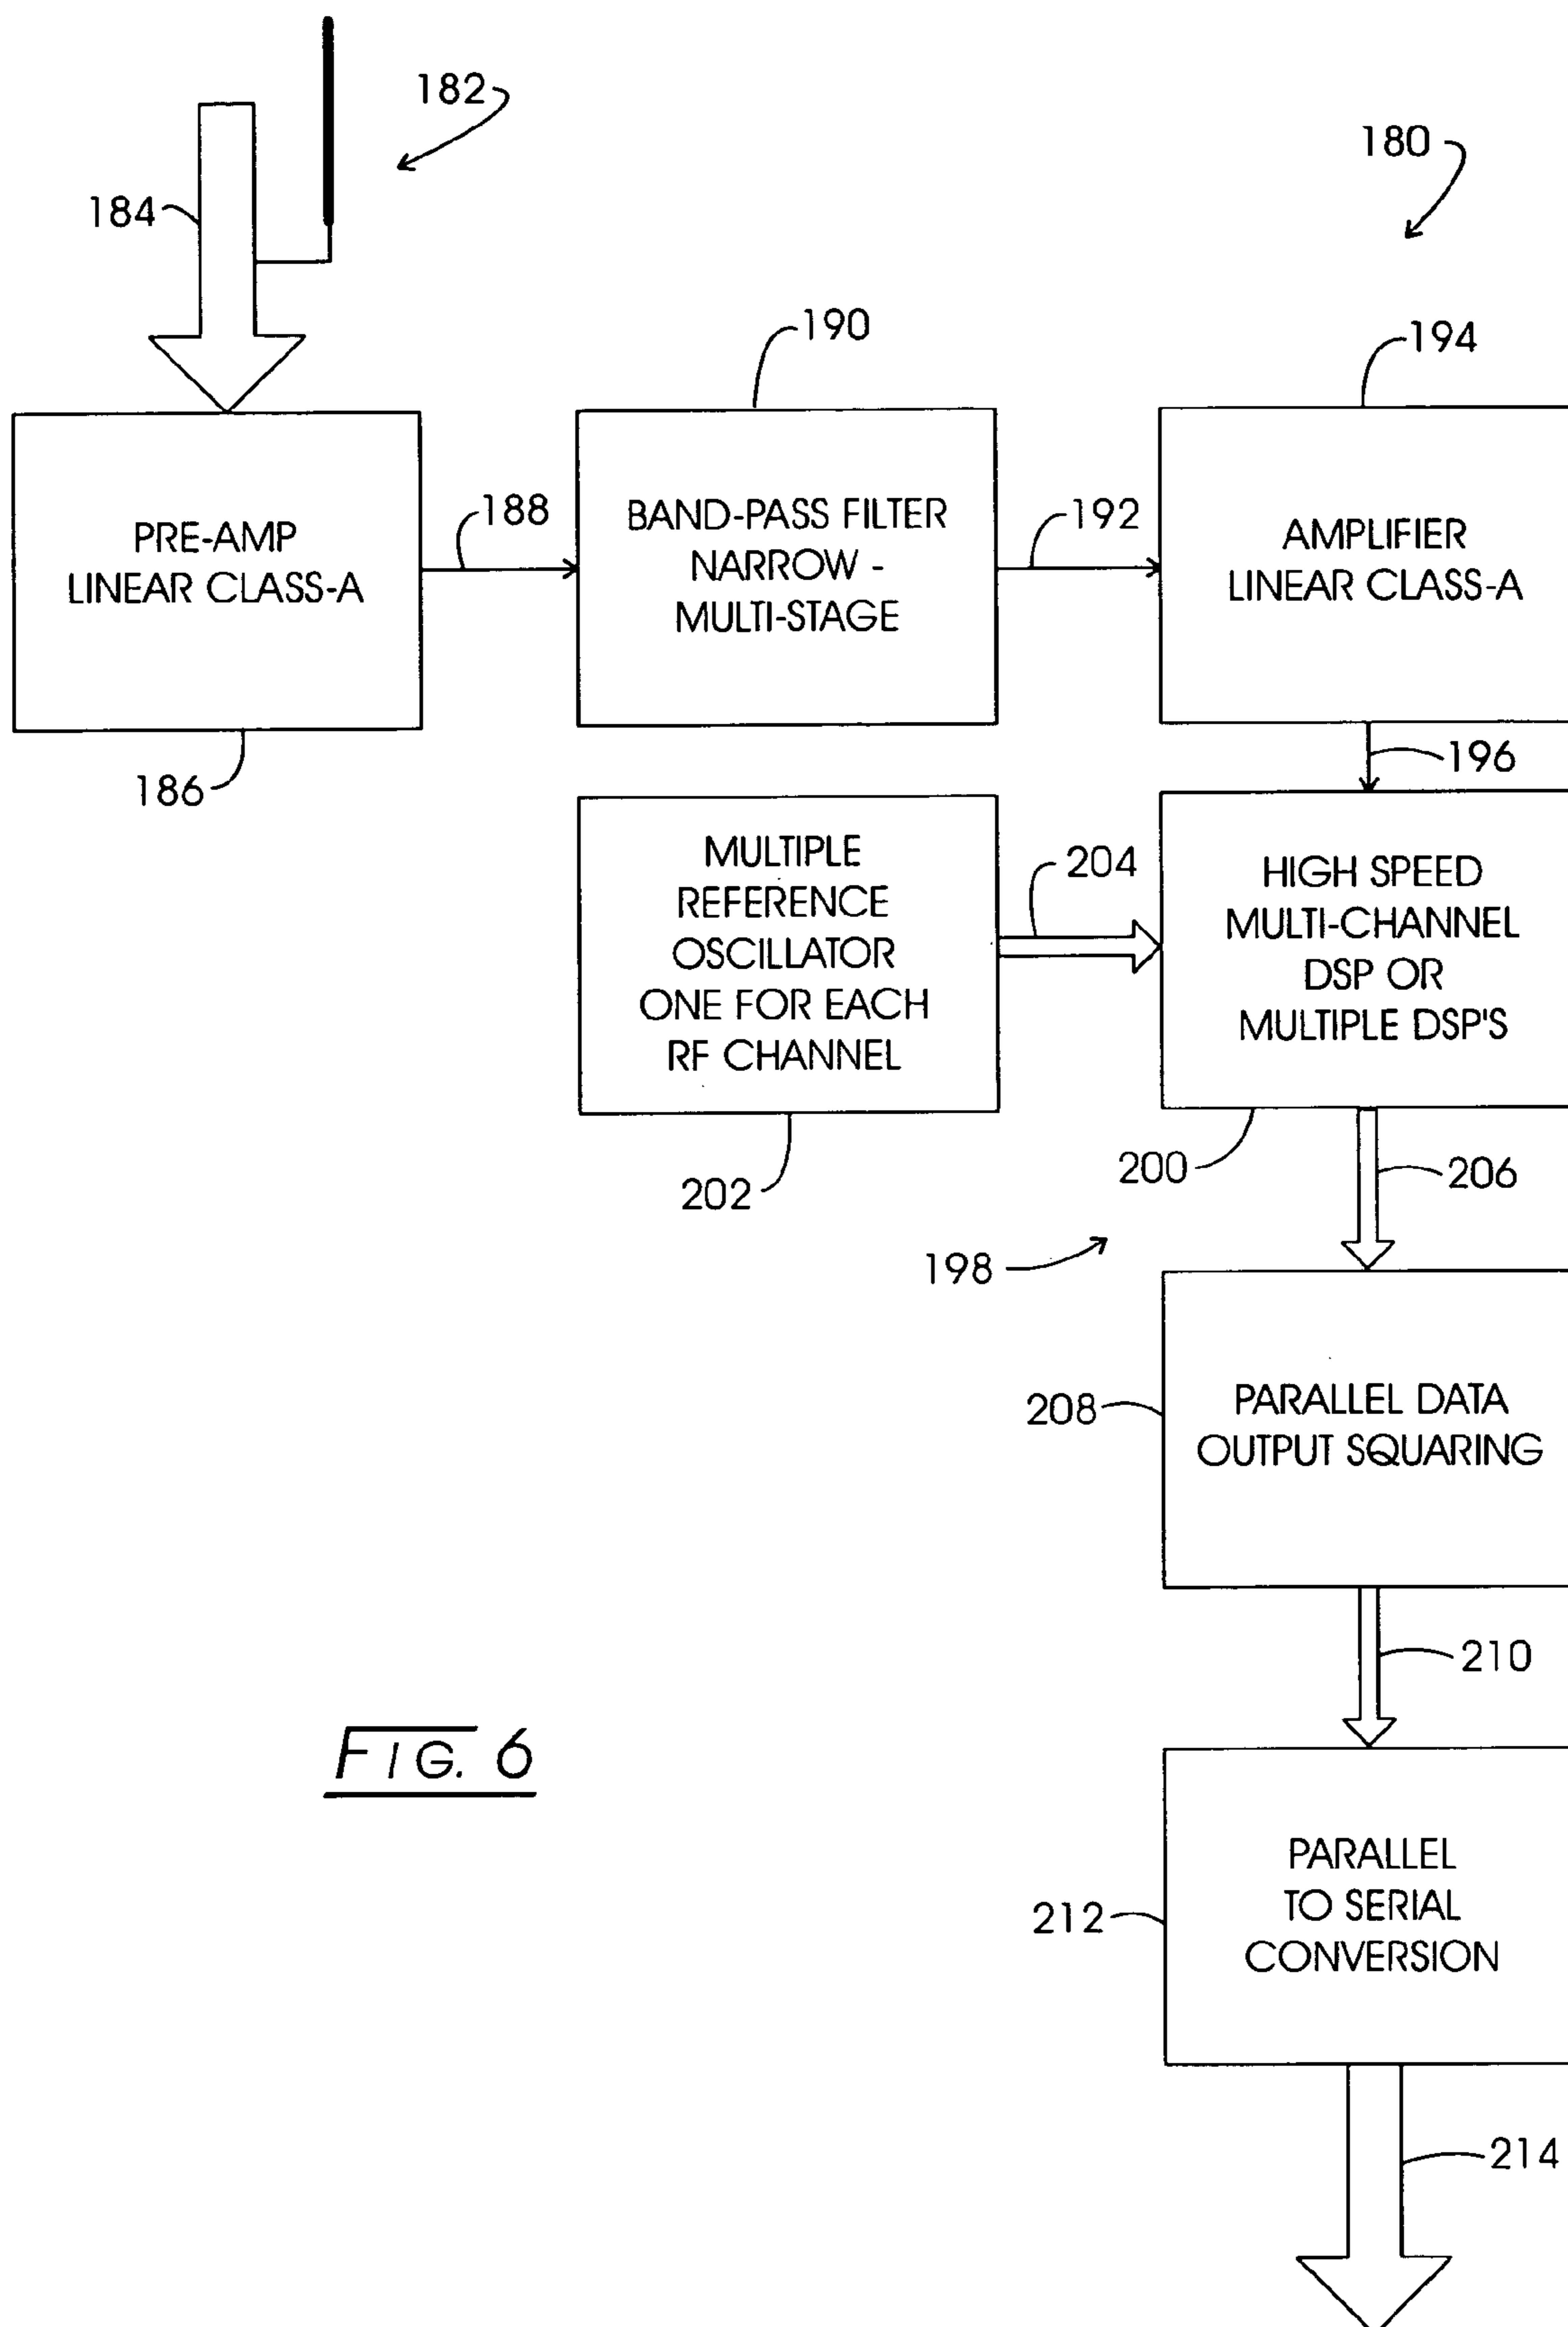 182
180
184
190
194
PRE-AMP
LINEAR CLASS-A
188
BAND-PASS FILTER
NARROW -
MULTI-STAGE
192
AMPLIFIER
LINEAR CLASS-A
186
196
MULTIPLE
REFERENCE
OSCILLATOR
ONE FOR EACH
RF CHANNEL
204
HIGH SPEED
MULTI-CHANNEL
DSP OR
MULTIPLE DSP'S
202
200
206
198
208
PARALLEL DATA
OUTPUT SQUARING
210
FIG. 6
212
PARALLEL
TO SERIAL
CONVERSION
214